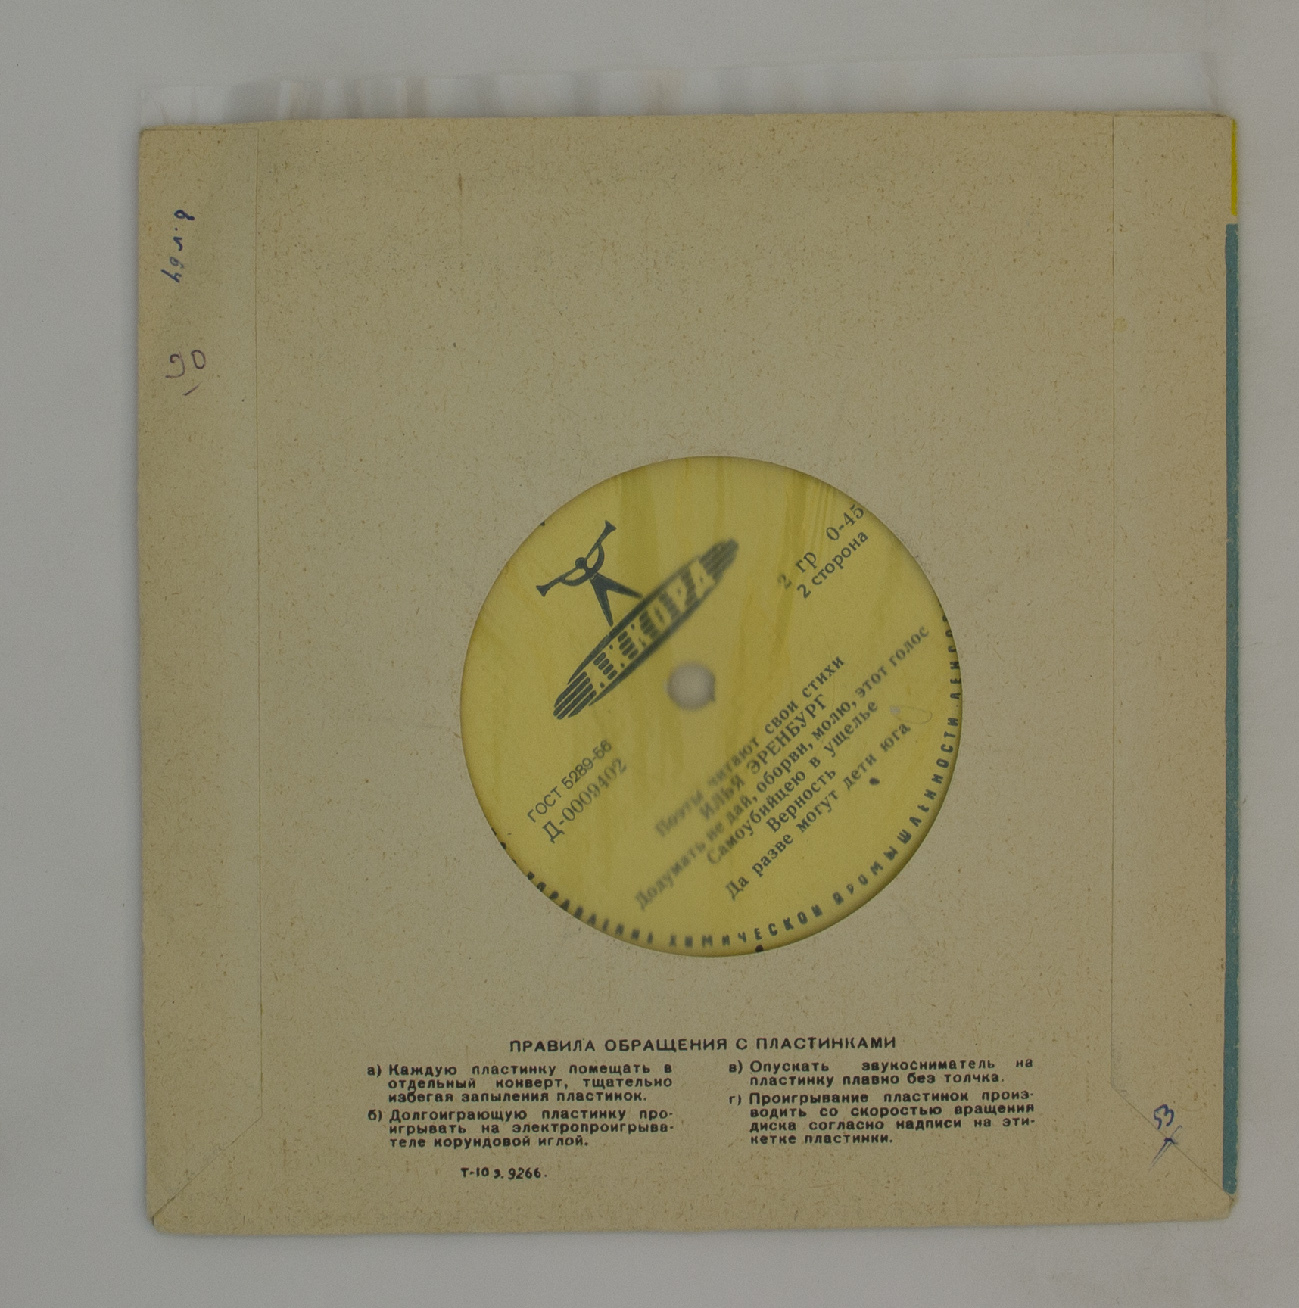 АККОРД
2 гр 0-45
2 сторона
ГОСТ 5289-56
Д-0009402
Поэты читают свои стихи
ИЛЬЯ ЭРЕНБУРГ
Додумать не дай, оборви, молю, этот голос
Самоубийцею в ущелье
Верность
Да разве могут дети юга
УПРАВЛЕНИЕ ХИМИЧЕСКОЙ ПРОМЫШЛЕННОСТИ
ПРАВИЛА ОБРАЩЕНИЯ С ПЛАСТИНКАМИ
а) Каждую пластинку помещать в
отдельный конверт, тщательно
избегая запыления пластинок.
б) Долгоиграющую пластинку про-
игрывать на электропроигрыва-
теле корундовой иглой.
в) Опускать звукосниматель на
пластинку плавно без толчка.
г) Проигрывание пластинок произ-
водить со скоростью вращения
диска согласно надписи на эти-
кетке пластинки.
Т-10 з. 9266.
53